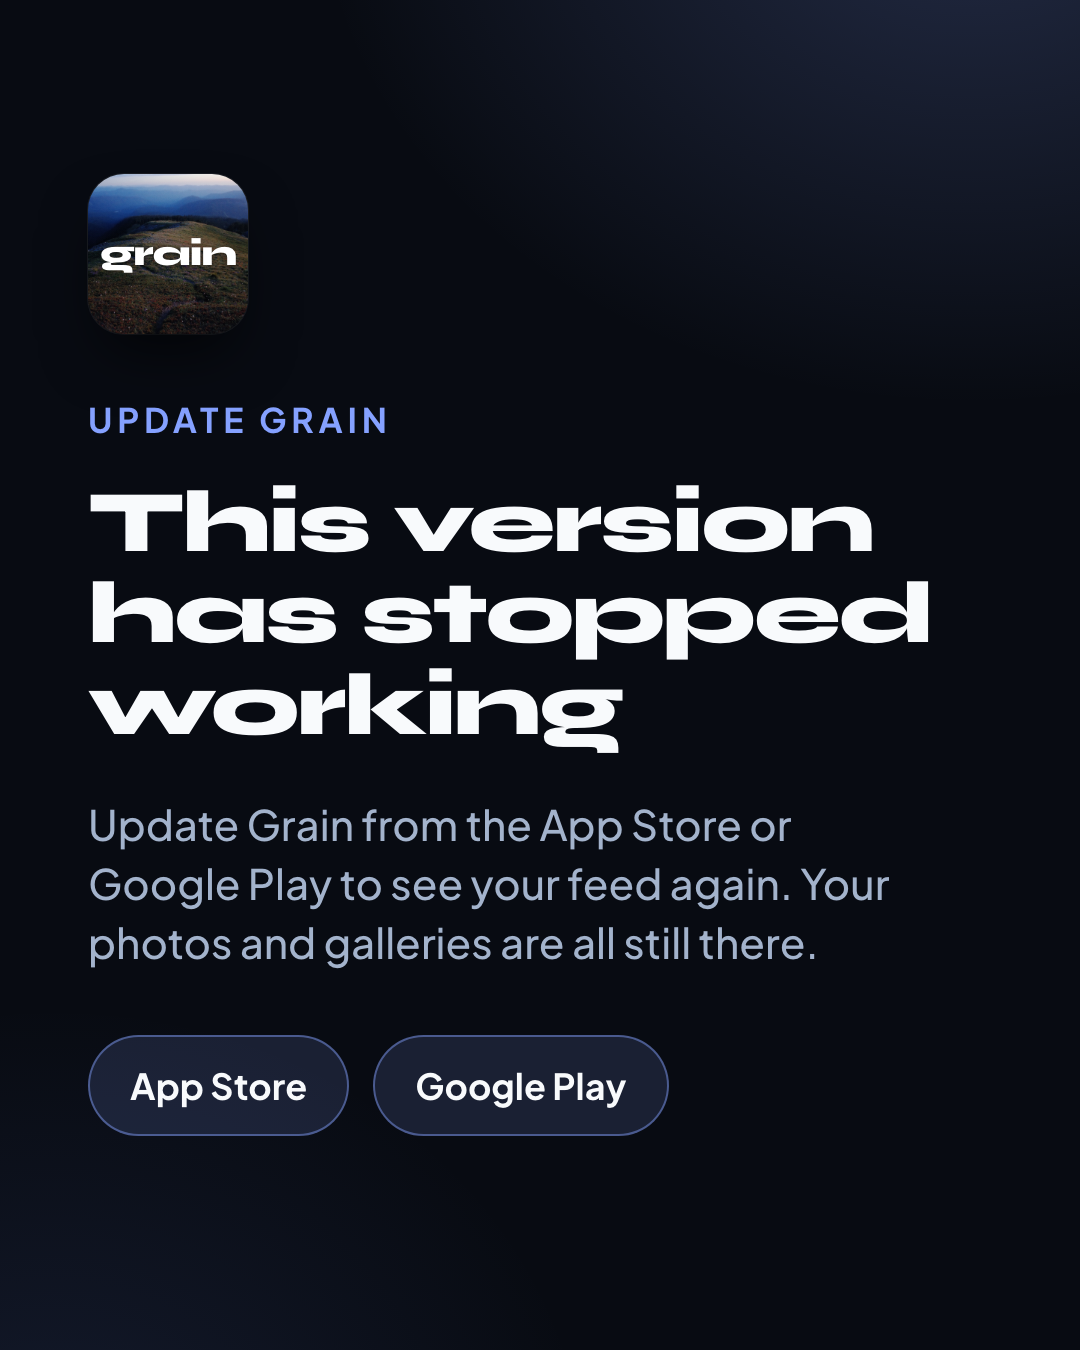 grain
UPDATE GRAIN
This version
has stopped
working
Update Grain from the App Store or
Google Play to see your feed again. Your
photos and galleries are all still there.
App Store
Google Play